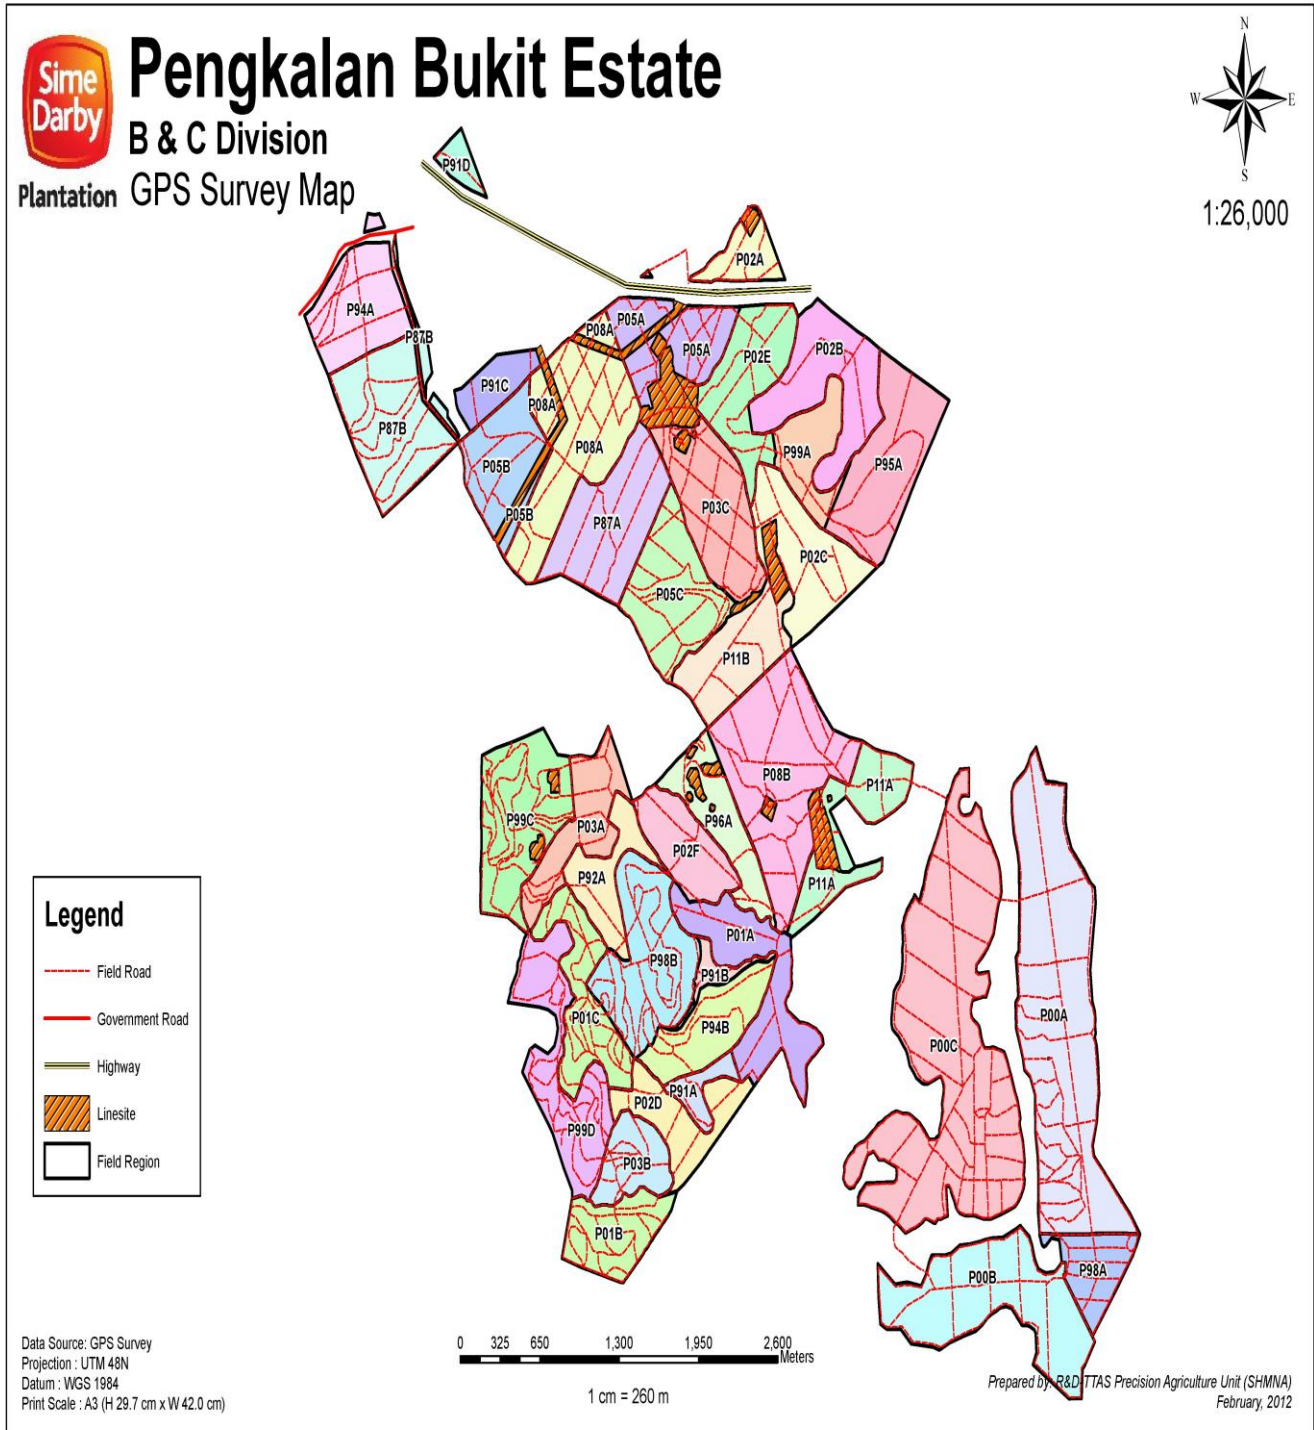 Sime
Darby
Plantation
Pengkalan Bukit Estate
B & C Division
GPS Survey Map
N
W
E
S
1:26,000
P91D
P02A
P94A
P87B
P87B
P08A
P05A
P05A
P02E
P02B
P91C
P08A
P08A
P99A
P95A
P05B
P05B
P87A
P03C
P02C
P05C
P11B
P08B
P11A
P99C
P03A
P96A
P02F
P92A
P11A
P01A
P98B
P91B
P01C
P94B
P00A
P00C
P02D
P91A
P99D
P03B
P01B
P00B
P98A
Legend
Field Road
Government Road
Highway
Linesite
Field Region
Data Source: GPS Survey
Projection : UTM 48N
Datum : WGS 1984
Print Scale : A3 (H 29.7 cm x W 42.0 cm)
0 325 650 1,300 1,950 2,600
Meters
1 cm = 260 m
Prepared by: R&D-TTAS Precision Agriculture Unit (SHMNA)
February, 2012